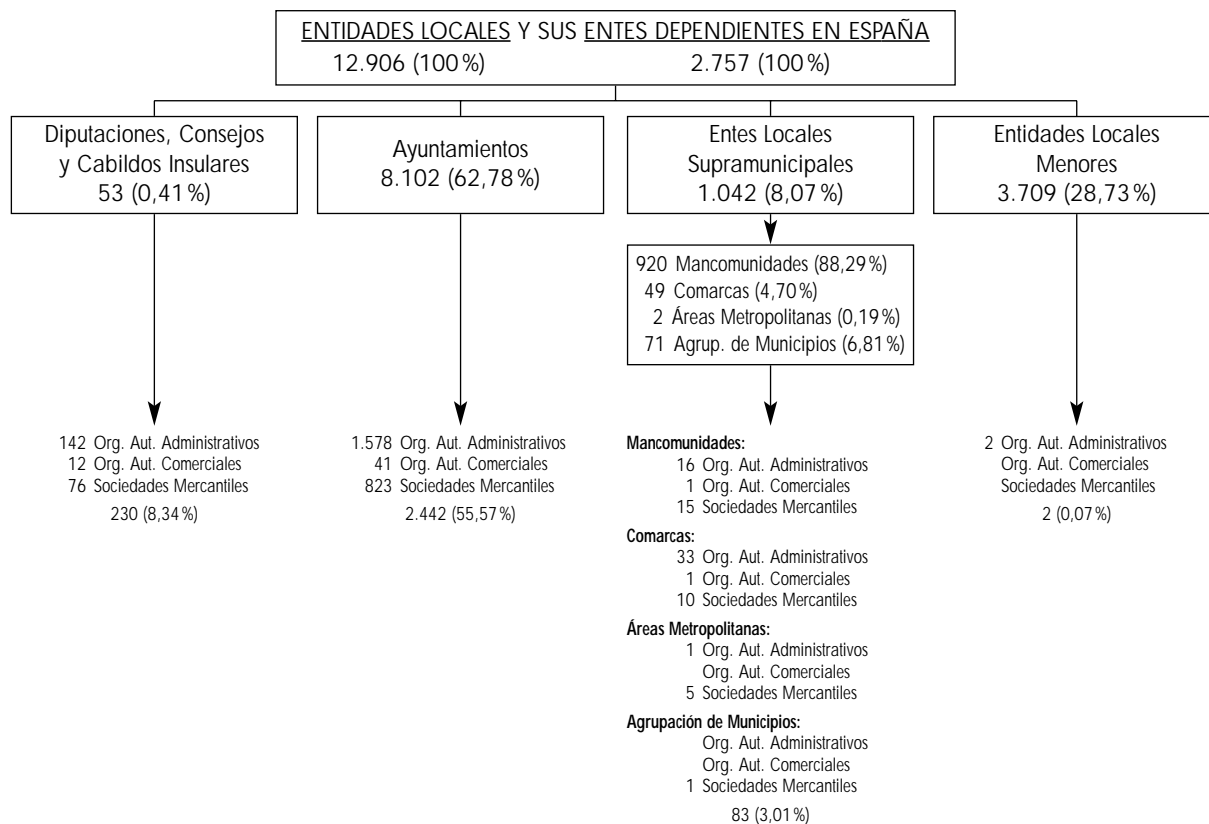 ENTIDADES LOCALES Y SUS ENTES DEPENDIENTES EN ESPAÑA
12.906 (100%) 2.757 (100%)
Diputaciones, Consejos
y Cabildos Insulares
53 (0,41%)
Ayuntamientos
8.102 (62,78%)
Entes Locales
Supramunicipales
1.042 (8,07%)
Entidades Locales
Menores
3.709 (28,73%)
920 Mancomunidades (88,29%)
49 Comarcas (4,70%)
2 Áreas Metropolitanas (0,19%)
71 Agrup. de Municipios (6,81%)
142 Org. Aut. Administrativos
12 Org. Aut. Comerciales
76 Sociedades Mercantiles
230 (8,34%)
1.578 Org. Aut. Administrativos
41 Org. Aut. Comerciales
823 Sociedades Mercantiles
2.442 (55,57%)
Mancomunidades:
16 Org. Aut. Administrativos
1 Org. Aut. Comerciales
15 Sociedades Mercantiles
Comarcas:
33 Org. Aut. Administrativos
1 Org. Aut. Comerciales
10 Sociedades Mercantiles
Áreas Metropolitanas:
1 Org. Aut. Administrativos
Org. Aut. Comerciales
5 Sociedades Mercantiles
Agrupación de Municipios:
Org. Aut. Administrativos
Org. Aut. Comerciales
1 Sociedades Mercantiles
83 (3,01%)
2 Org. Aut. Administrativos
Org. Aut. Comerciales
Sociedades Mercantiles
2 (0,07%)